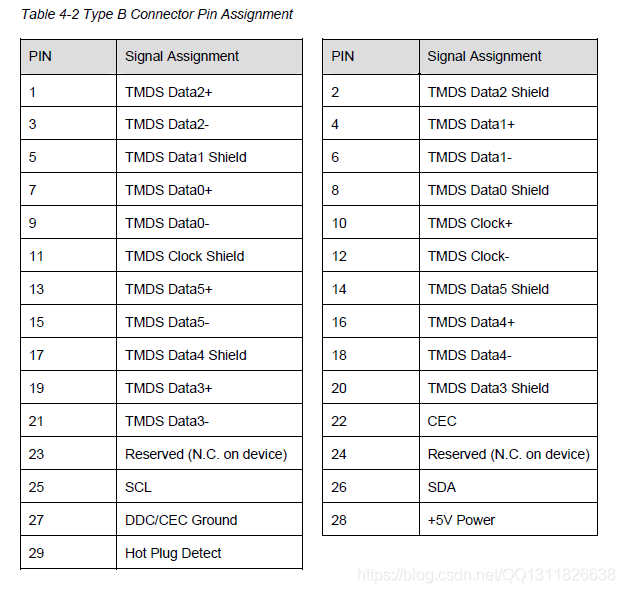 Table 4-2 Type B Connector Pin Assignment
PIN Signal Assignment PIN Signal Assignment
1 TMDS Data2+ 2 TMDS Data2 Shield
3 TMDS Data2- 4 TMDS Data1+
5 TMDS Data1 Shield 6 TMDS Data1-
7 TMDS Data0+ 8 TMDS Data0 Shield
9 TMDS Data0- 10 TMDS Clock+
11 TMDS Clock Shield 12 TMDS Clock-
13 TMDS Data5+ 14 TMDS Data5 Shield
15 TMDS Data5- 16 TMDS Data4+
17 TMDS Data4 Shield 18 TMDS Data4-
19 TMDS Data3+ 20 TMDS Data3 Shield
21 TMDS Data3- 22 CEC
23 Reserved (N.C. on device) 24 Reserved (N.C. on device)
25 SCL 26 SDA
27 DDC/CEC Ground 28 +5V Power
29 Hot Plug Detect
https://blog.csdn.net/QQ1311826638